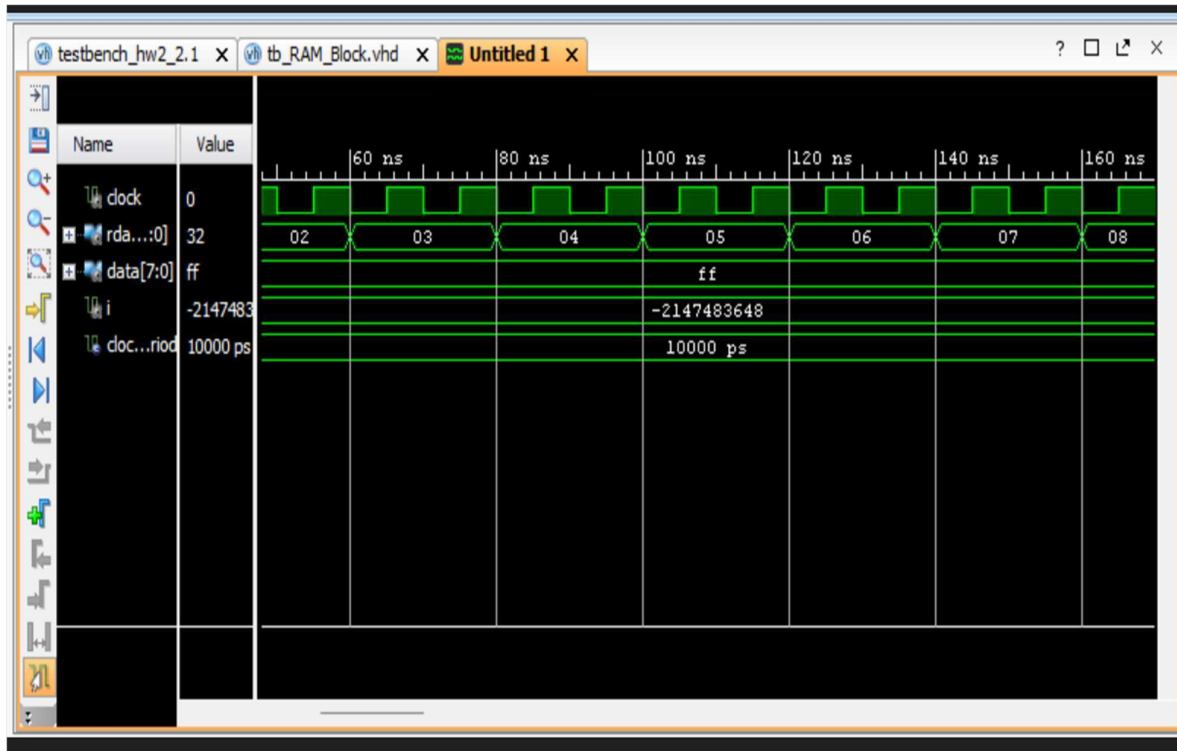 testbench_hw2_2.1 X tb_RAM_Block.vhd X Untitled 1 X ?
Name Value
60 ns 80 ns 100 ns 120 ns 140 ns 160 ns
clock 0
rda...:0] 32 02 03 04 05 06 07 08
data[7:0] ff ff
i -2147483 -2147483648
cloc...riod 10000 ps 10000 ps